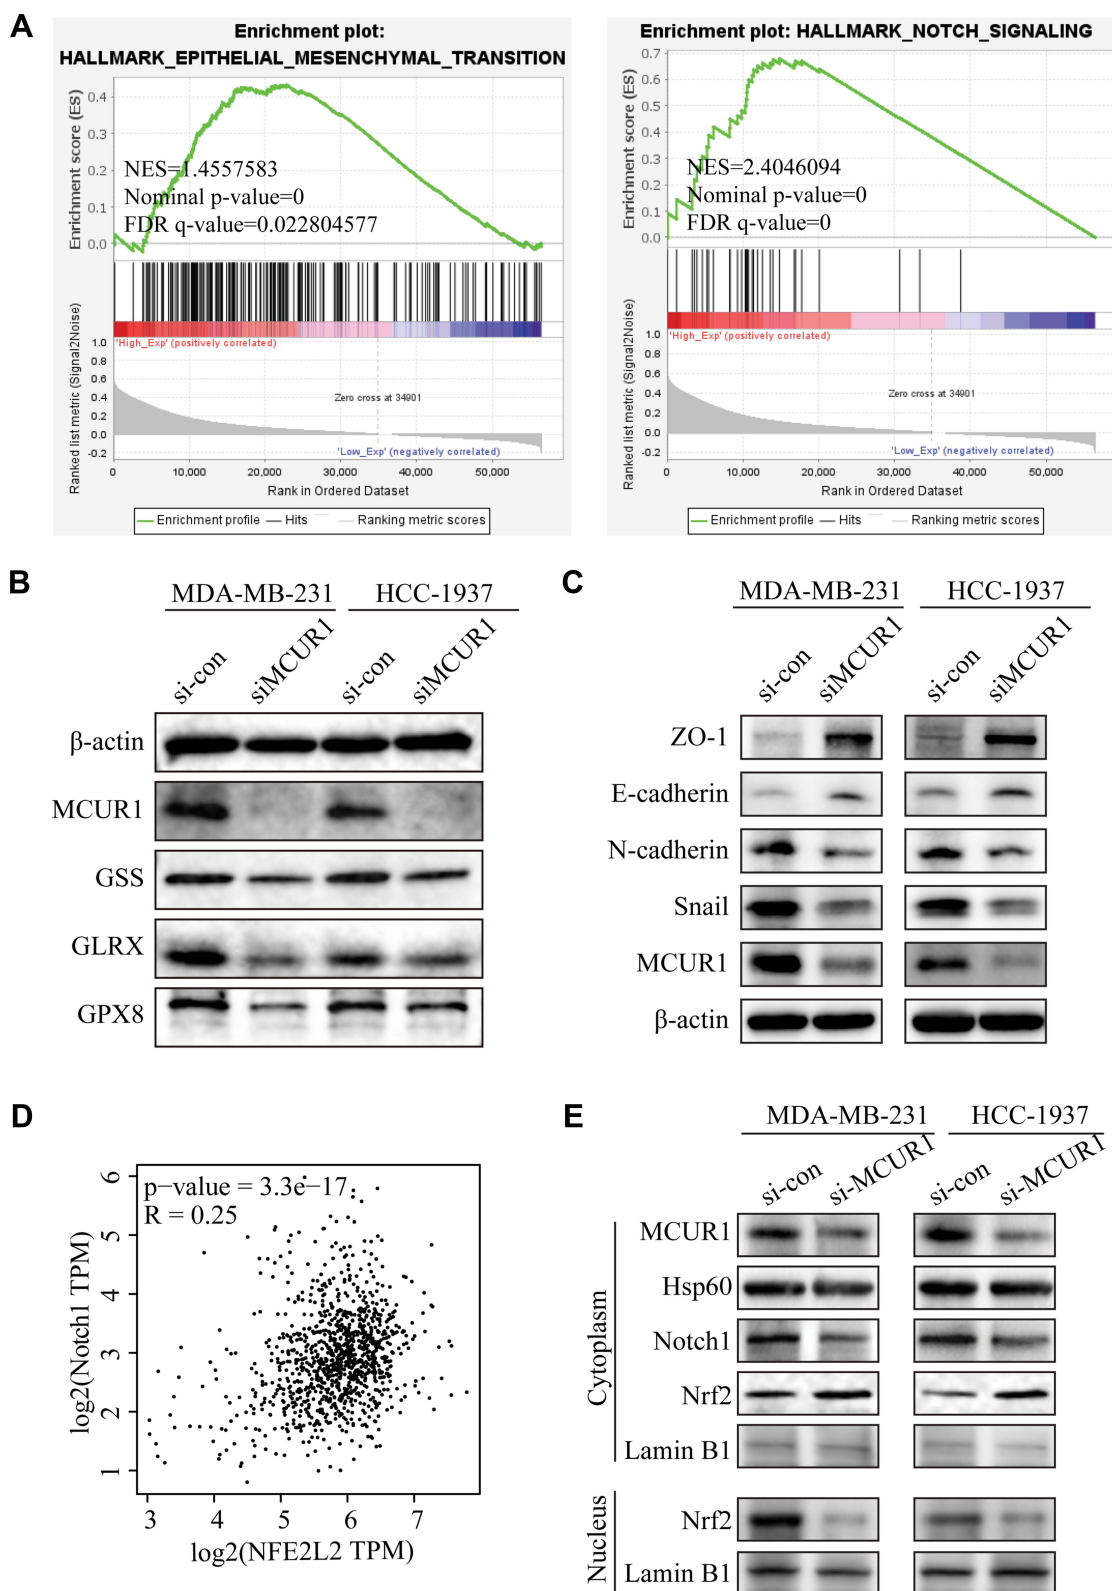 A
Enrichment plot:
HALLMARK_EPITHELIAL_MESENCHYMAL_TRANSITION
Enrichment score (ES)
0.4
0.3
0.2
0.1
0.0
NES=1.4557583
Nominal p-value=0
FDR q-value=0.022804577
Ranked list metric (Signal2Noise)
'High_Exp' (positively correlated)
1.0
0.8
0.6
0.4
0.2
0.0
-0.2
Zero cross at 34901
'Low_Exp' (negatively correlated)
0 10,000 20,000 30,000 40,000 50,000
Rank in Ordered Dataset
Enrichment profile Hits Ranking metric scores
Enrichment plot: HALLMARK_NOTCH_SIGNALING
Enrichment score (ES)
0.7
0.6
0.5
0.4
0.3
0.2
0.1
0.0
NES=2.4046094
Nominal p-value=0
FDR q-value=0
Ranked list metric (Signal2Noise)
'High_Exp' (positively correlated)
1.0
0.8
0.6
0.4
0.2
0.0
-0.2
Zero cross at 34901
'Low_Exp' (negatively correlated)
0 10,000 20,000 30,000 40,000 50,000
Rank in Ordered Dataset
Enrichment profile Hits Ranking metric scores
B
MDA-MB-231 HCC-1937
si-con siMCUR1 si-con siMCUR1
β-actin
MCUR1
GSS
GLRX
GPX8
C
MDA-MB-231 HCC-1937
si-con siMCUR1 si-con siMCUR1
ZO-1
E-cadherin
N-cadherin
Snail
MCUR1
β-actin
D
p−value = 3.3e−17
R = 0.25
log2(Notch1 TPM)
6
5
4
3
2
1
3 4 5 6 7
log2(NFE2L2 TPM)
E
MDA-MB-231 HCC-1937
si-con si-MCUR1 si-con si-MCUR1
Cytoplasm
MCUR1
Hsp60
Notch1
Nrf2
Lamin B1
Nucleus
Nrf2
Lamin B1